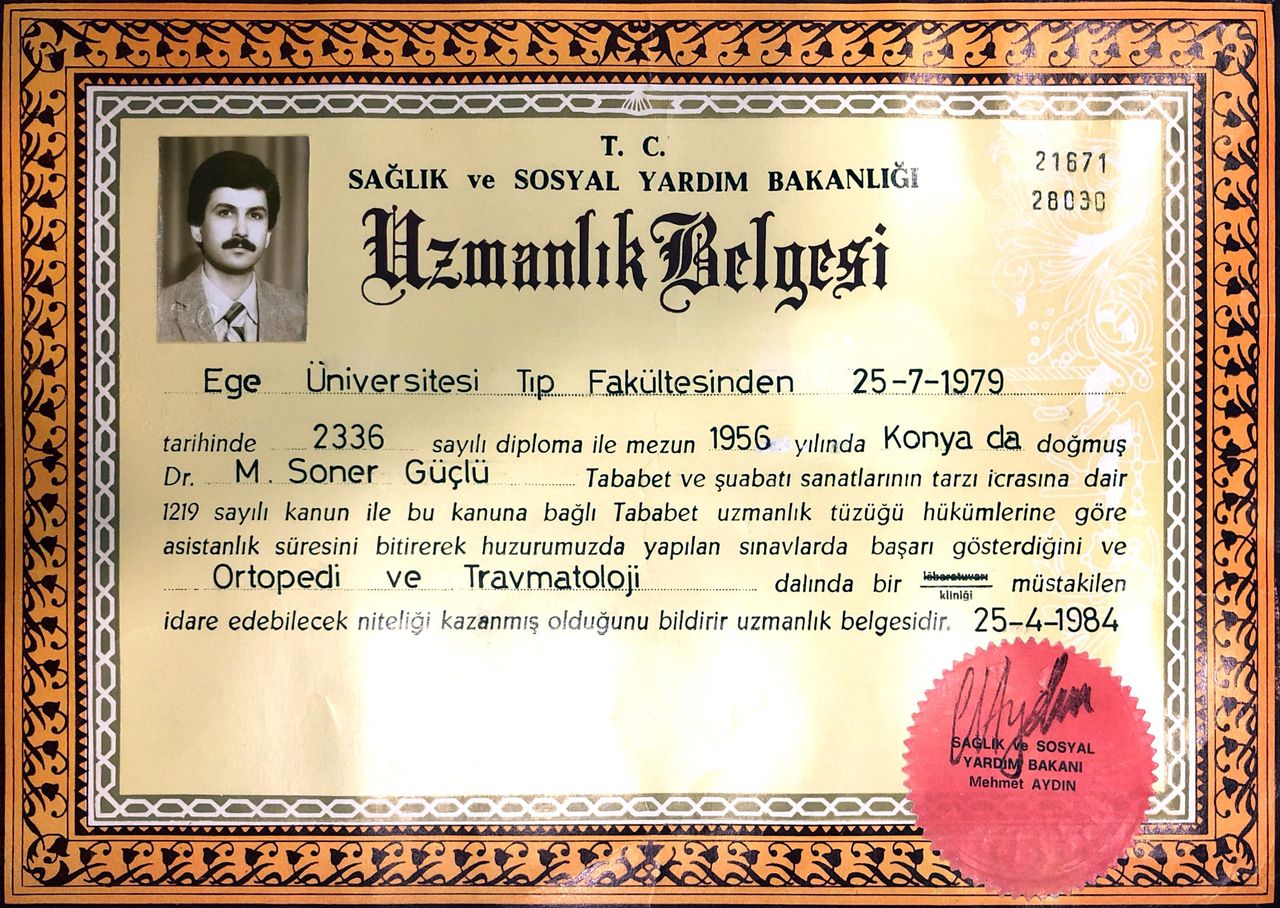 T. C.
SAĞLIK ve SOSYAL YARDIM BAKANLIĞI
21671
28030
Uzmanlık Belgesi
Ege Üniversitesi Tıp Fakültesinden 25-7-1979
tarihinde 2336 sayılı diploma ile mezun 1956 yılında Konya da doğmuş
Dr. M. Soner Güçlü Tababet ve şuabatı sanatlarının tarzı icrasına dair
1219 sayılı kanun ile bu kanuna bağlı Tababet uzmanlık tüzüğü hükümlerine göre
asistanlık süresini bitirerek huzurumuzda yapılan sınavlarda başarı gösterdiğini ve
Ortopedi ve Travmatoloji dalında bir lâboratuvarı kliniği müstakilen
idare edebilecek niteliği kazanmış olduğunu bildirir uzmanlık belgesidir. 25-4-1984
MAydın
SAĞLIK ve SOSYAL
YARDIM BAKANI
Mehmet AYDIN